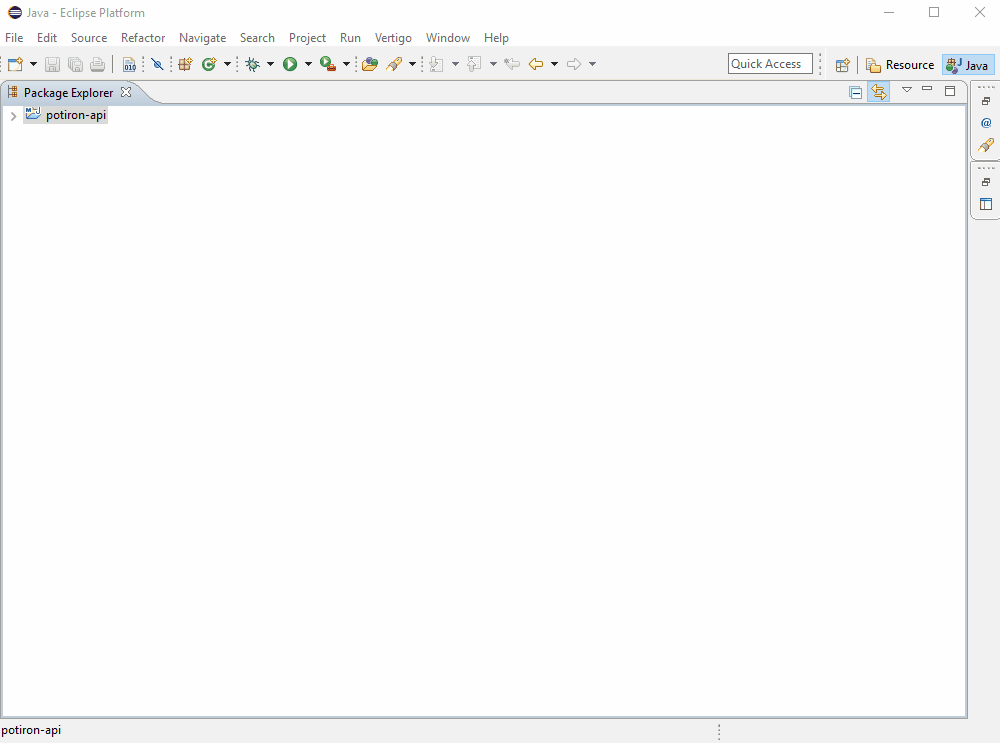 Java - Eclipse Platform
File Edit Source Refactor Navigate Search Project Run Vertigo Window Help
010 Quick Access Resource Java
Package Explorer
potiron-api
potiron-api